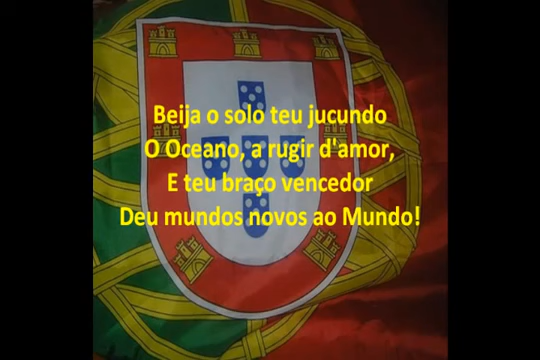 Beija o solo teu jucundo
O Oceano, a rugir d'amor,
E teu braço vencedor
Deu mundos novos ao Mundo!